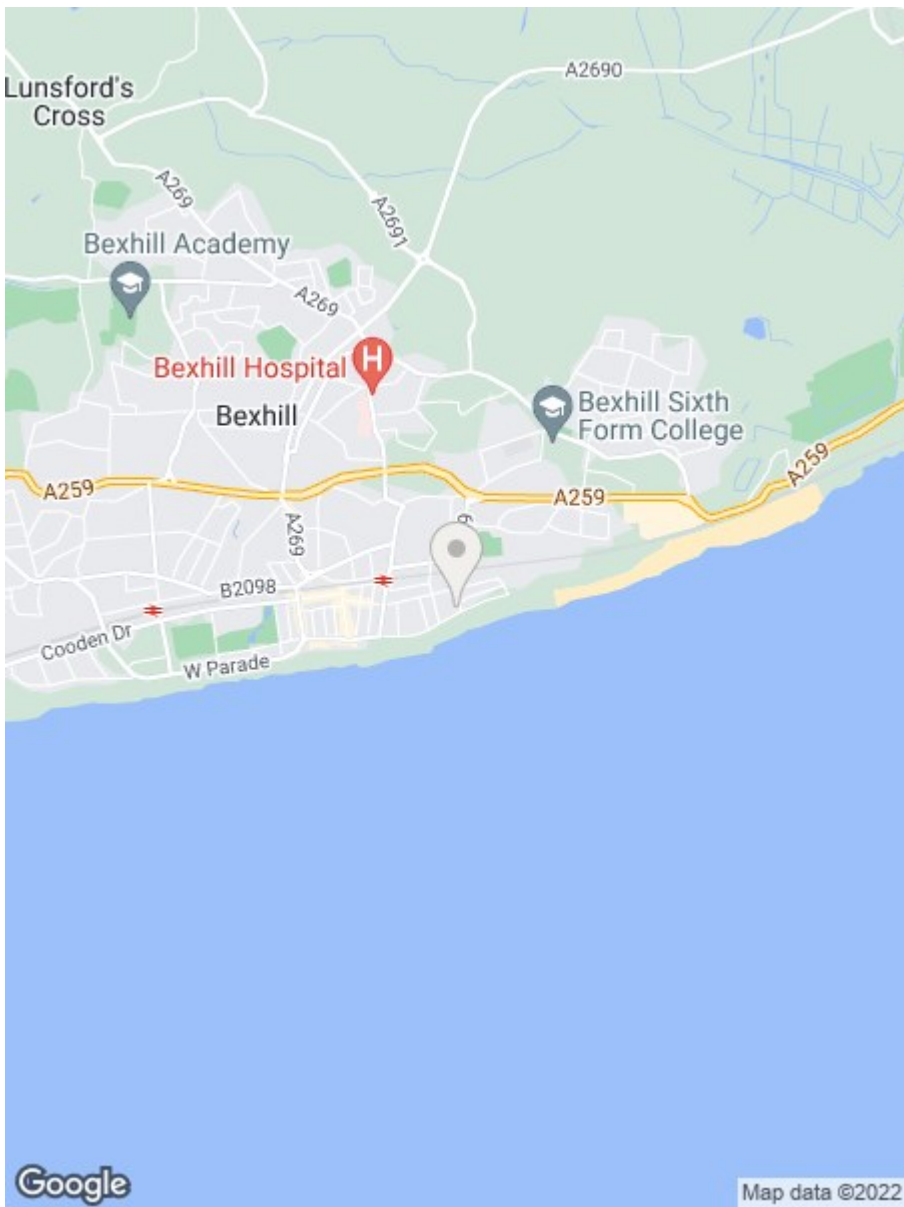 A2690
Lunsford's
Cross
A269
A2691
Bexhill Academy
A269
H
Bexhill Hospital
Bexhill
Bexhill Sixth
Form College
A259
A259
A259
A269
9
B2098
Cooden Dr
W Parade
Google
Map data ©2022